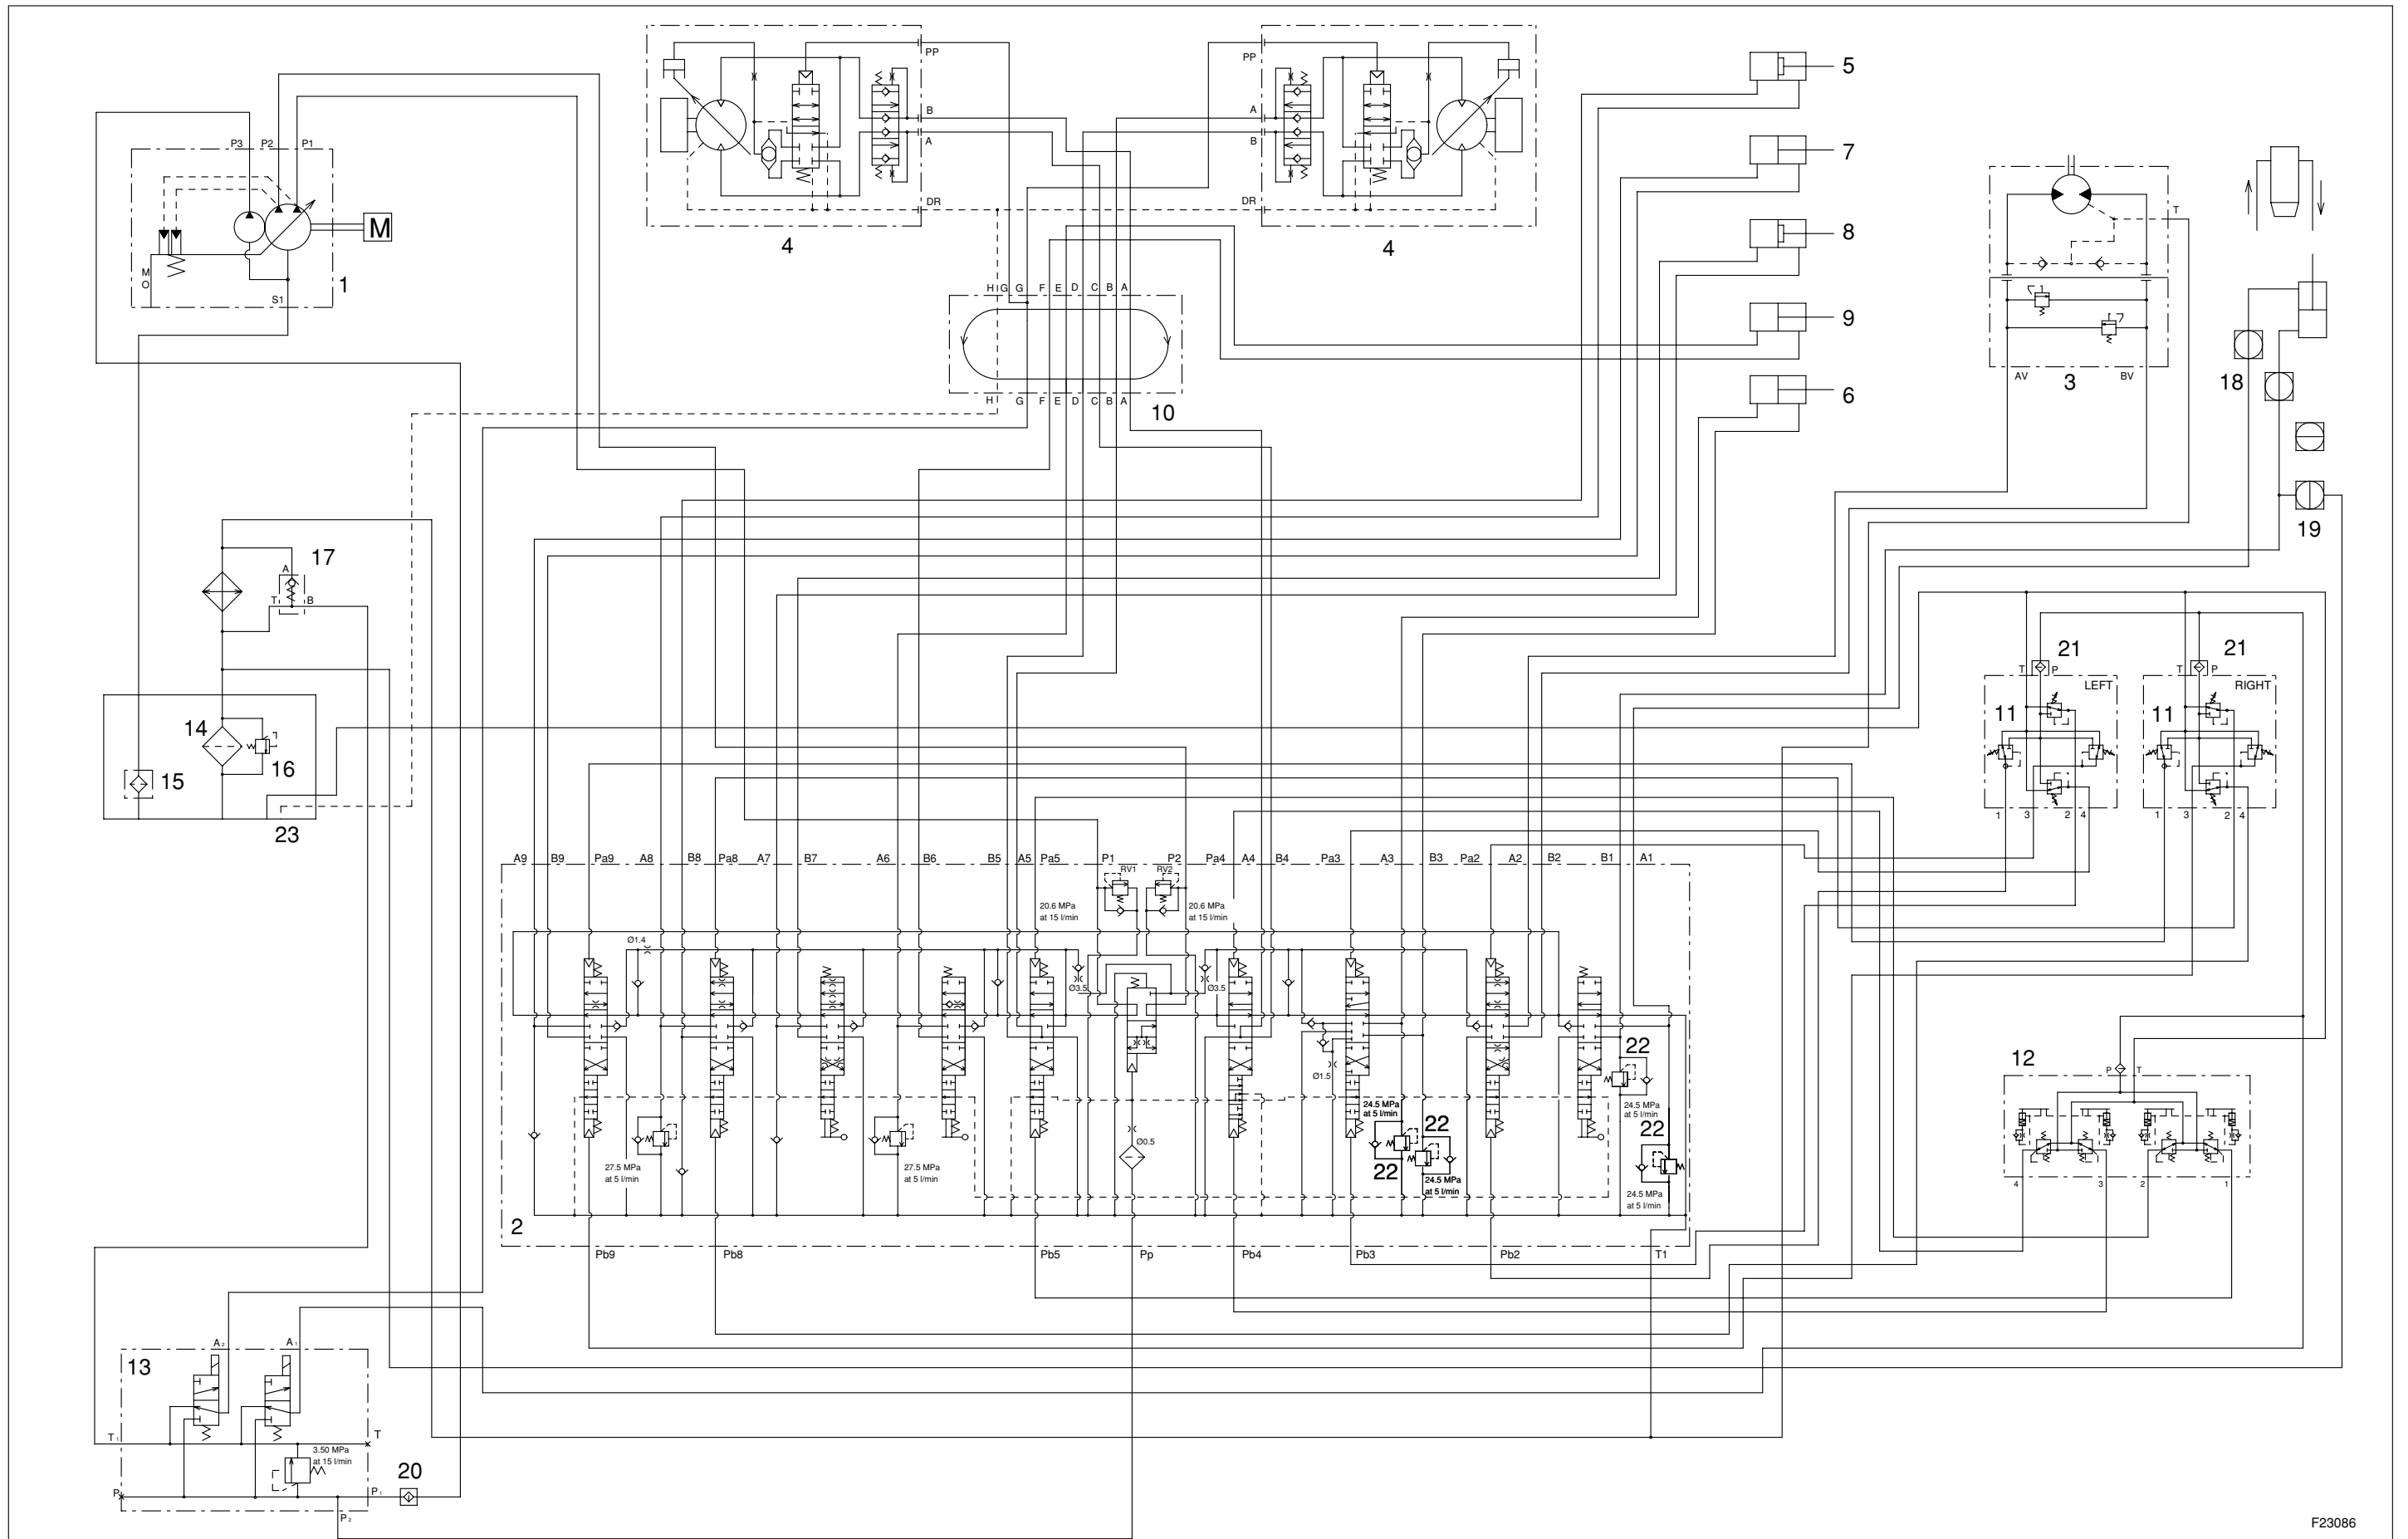 PP
PP
5
P3 P2 P1
B
A
A
B
7
T
M
DR
DR
8
4
4
M
O
1
S1
H G G F E D C B A
9
AV
3
BV
18
H G F E D C B A
10
6
19
17
A
T
B
21
21
T
P
T
P
LEFT
RIGHT
14
11
11
15
16
23
1 3 2 4
1 3 2 4
A9 B9 Pa9 A8 B8 Pa8 A7 B7 A6 B6 B5 A5 Pa5 P1 P2 Pa4 A4 B4 Pa3 A3 B3 Pa2 A2 B2 B1 A1
RV1
RV2
20.6 MPa
at 15 l/min
20.6 MPa
at 15 l/min
Ø1.4
Ø3.5
Ø3.5
22
12
P
T
Ø1.5
24.5 MPa
at 5 l/min
24.5 MPa
at 5 l/min
22
22
Ø0.5
27.5 MPa
at 5 l/min
27.5 MPa
at 5 l/min
22
24.5 MPa
at 5 l/min
24.5 MPa
at 5 l/min
4 3 2 1
2
Pb9 Pb8 Pb5 Pp Pb4 Pb3 Pb2 T1
A2
A1
13
T1
T
3.50 MPa
at 15 l/min
20
P
P1
P2
F23086